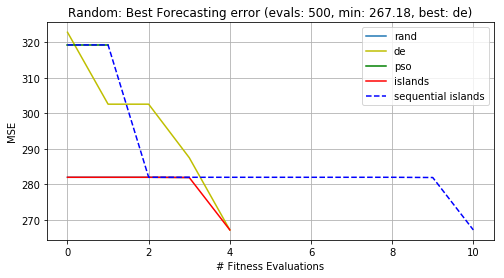 Random: Best Forecasting error (evals: 500, min: 267.18, best: de)
rand
de
pso
islands
sequential islands
320
310
300
290
280
270
MSE
0 2 4 6 8 10
# Fitness Evaluations